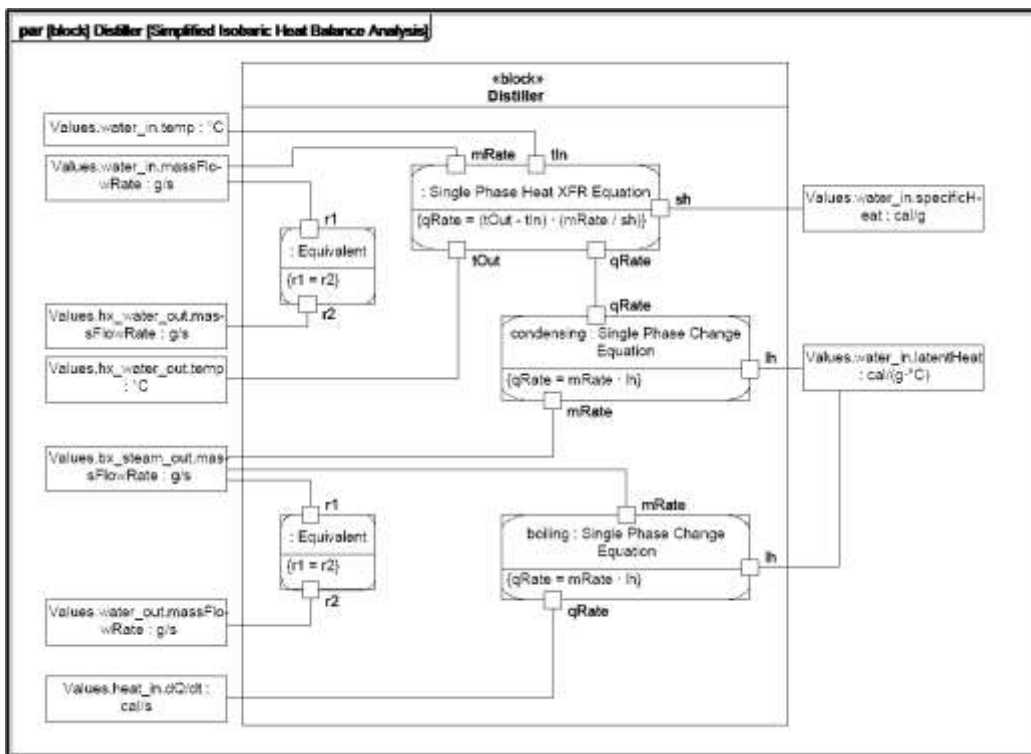 par [block] Distiller [Simplified Isobaric Heat Balance Analysis]
«block»
Distiller
Values.water_in.temp : °C
Values.water_in.massFlo-
wRate : g/s
mRate
tIn
: Single Phase Heat XFR Equation
{qRate = (tOut - tIn) · (mRate / sh)}
sh
Values.water_in.specificH-
eat : cal/g
r1
: Equivalent
{r1 = r2}
r2
tOut
qRate
Values.hx_water_out.mas-
sFlowRate : g/s
Values.hx_water_out.temp
: °C
qRate
condensing : Single Phase Change
Equation
{qRate = mRate · lh}
lh
mRate
Values.water_in.latentHeat
: cal/(g-°C)
Values.bx_steam_out.mas-
sFlowRate : g/s
r1
: Equivalent
{r1 = r2}
r2
mRate
boiling : Single Phase Change
Equation
{qRate = mRate · lh}
lh
qRate
Values.water_out.massFlo-
wRate : g/s
Values.heat_in.dQ/dt :
cal/s